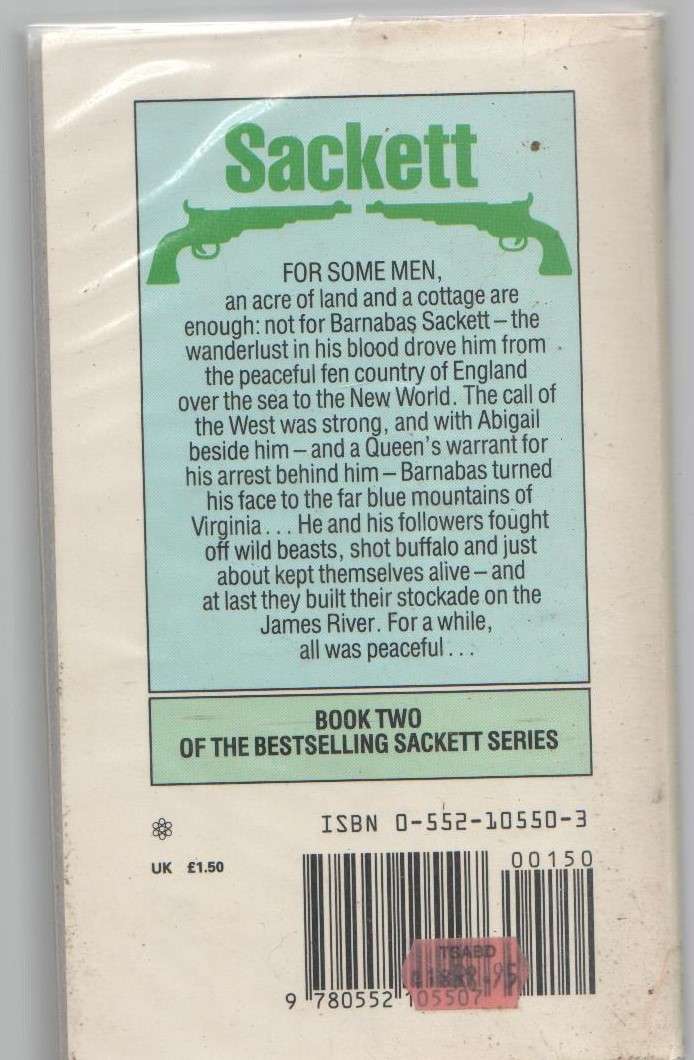 Sackett
FOR SOME MEN,
an acre of land and a cottage are
enough: not for Barnabas Sackett – the
wanderlust in his blood drove him from
the peaceful fen country of England
over the sea to the New World. The call of
the West was strong, and with Abigail
beside him – and a Queen's warrant for
his arrest behind him – Barnabas turned
his face to the far blue mountains of
Virginia . . . He and his followers fought
off wild beasts, shot buffalo and just
about kept themselves alive – and
at last they built their stockade on the
James River. For a while,
all was peaceful . . .
BOOK TWO
OF THE BESTSELLING SACKETT SERIES
ISBN 0-552-10550-3
UK £1.50
00150
TSABD
9 780552 105507